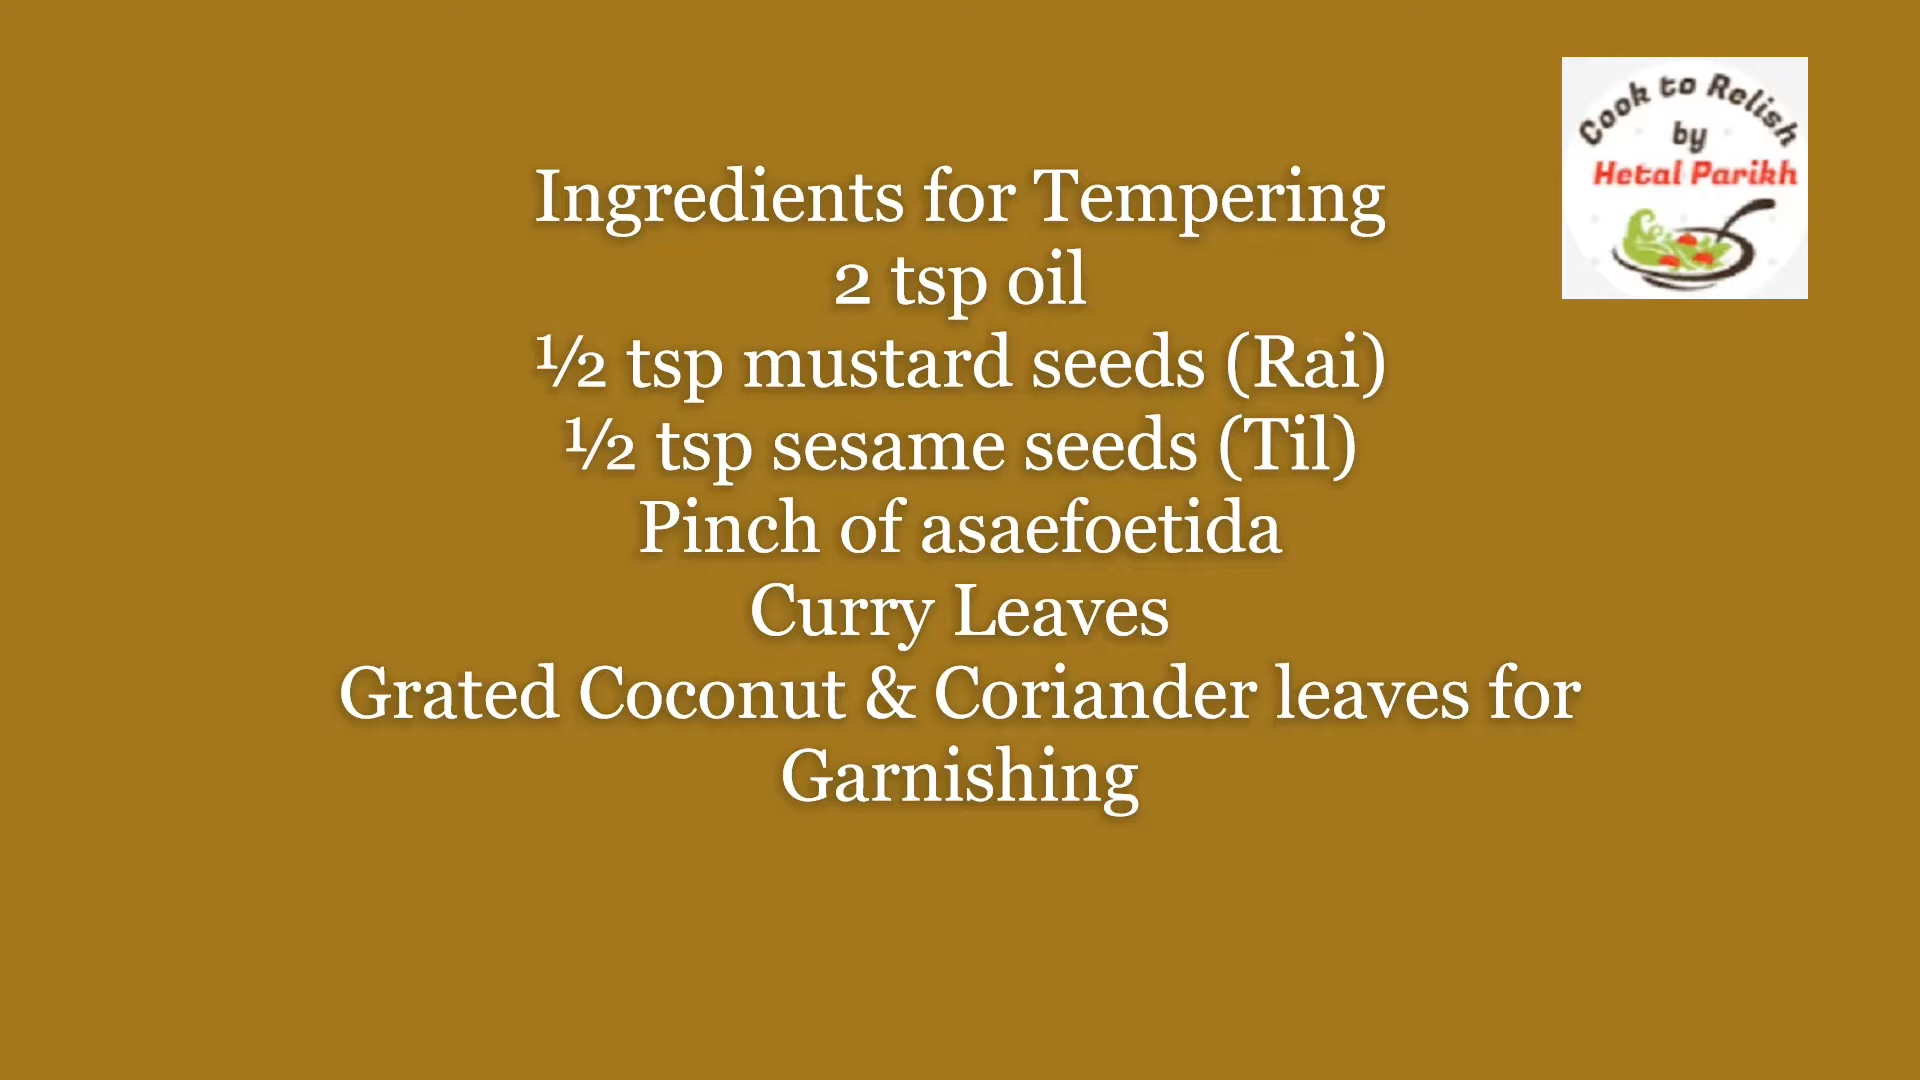 Cook to Relish
by
Hetal Parikh
Ingredients for Tempering
2 tsp oil
½ tsp mustard seeds (Rai)
½ tsp sesame seeds (Til)
Pinch of asaefoetida
Curry Leaves
Grated Coconut & Coriander leaves for
Garnishing